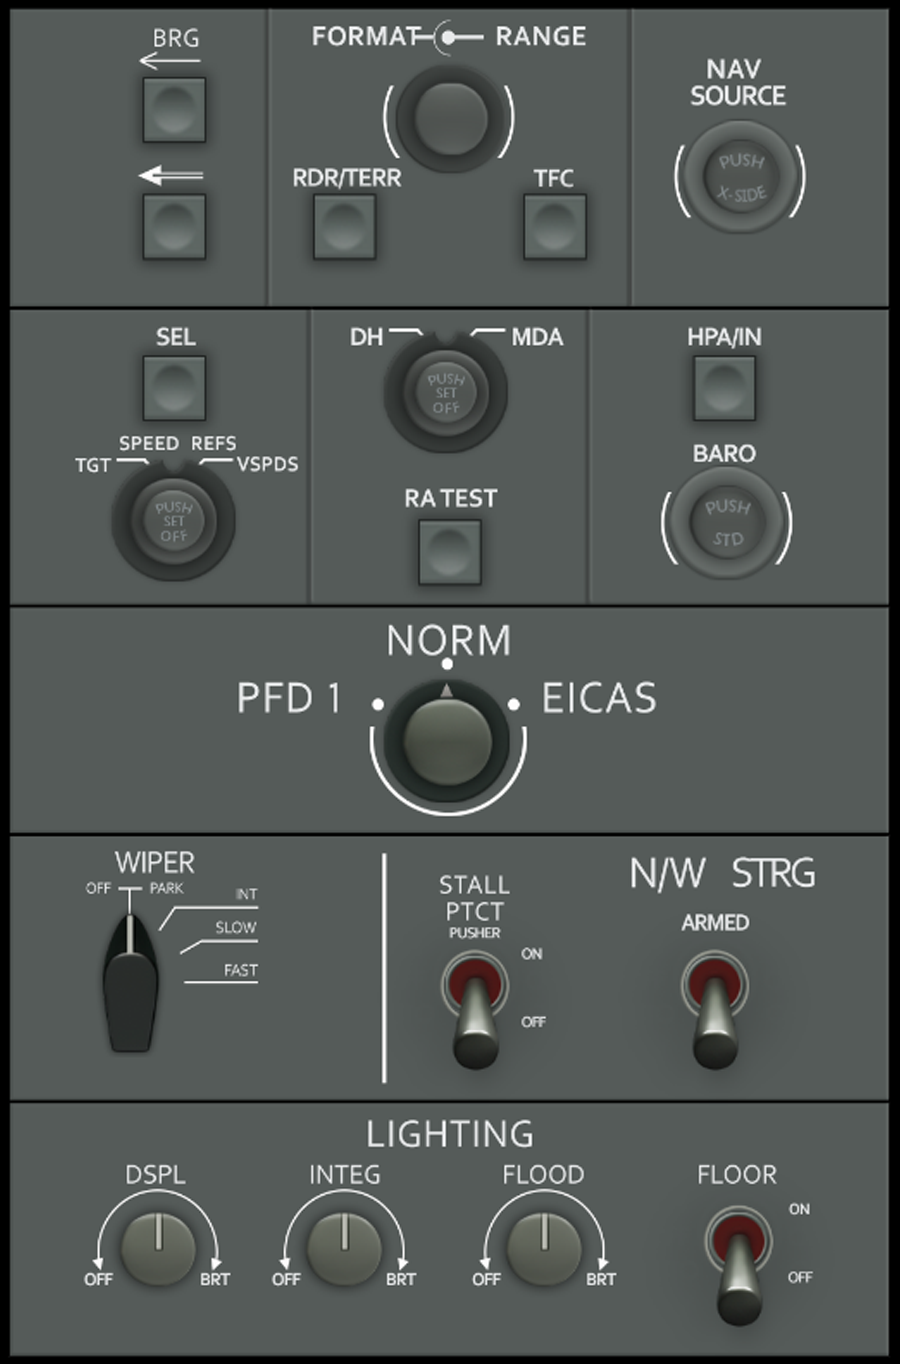 BRG
FORMAT RANGE
NAV
SOURCE
PUSH
X-SIDE
RDR/TERR
TFC
SEL
SPEED REFS
TGT
VSPDS
PUSH
SET
OFF
DH
MDA
PUSH
SET
OFF
RA TEST
HPA/IN
BARO
PUSH
STD
NORM
PFD 1
EICAS
WIPER
OFF PARK
INT
SLOW
FAST
STALL
PTCT
PUSHER
ON
OFF
N/W STRG
ARMED
LIGHTING
DSPL
OFF BRT
INTEG
OFF BRT
FLOOD
OFF BRT
FLOOR
ON
OFF